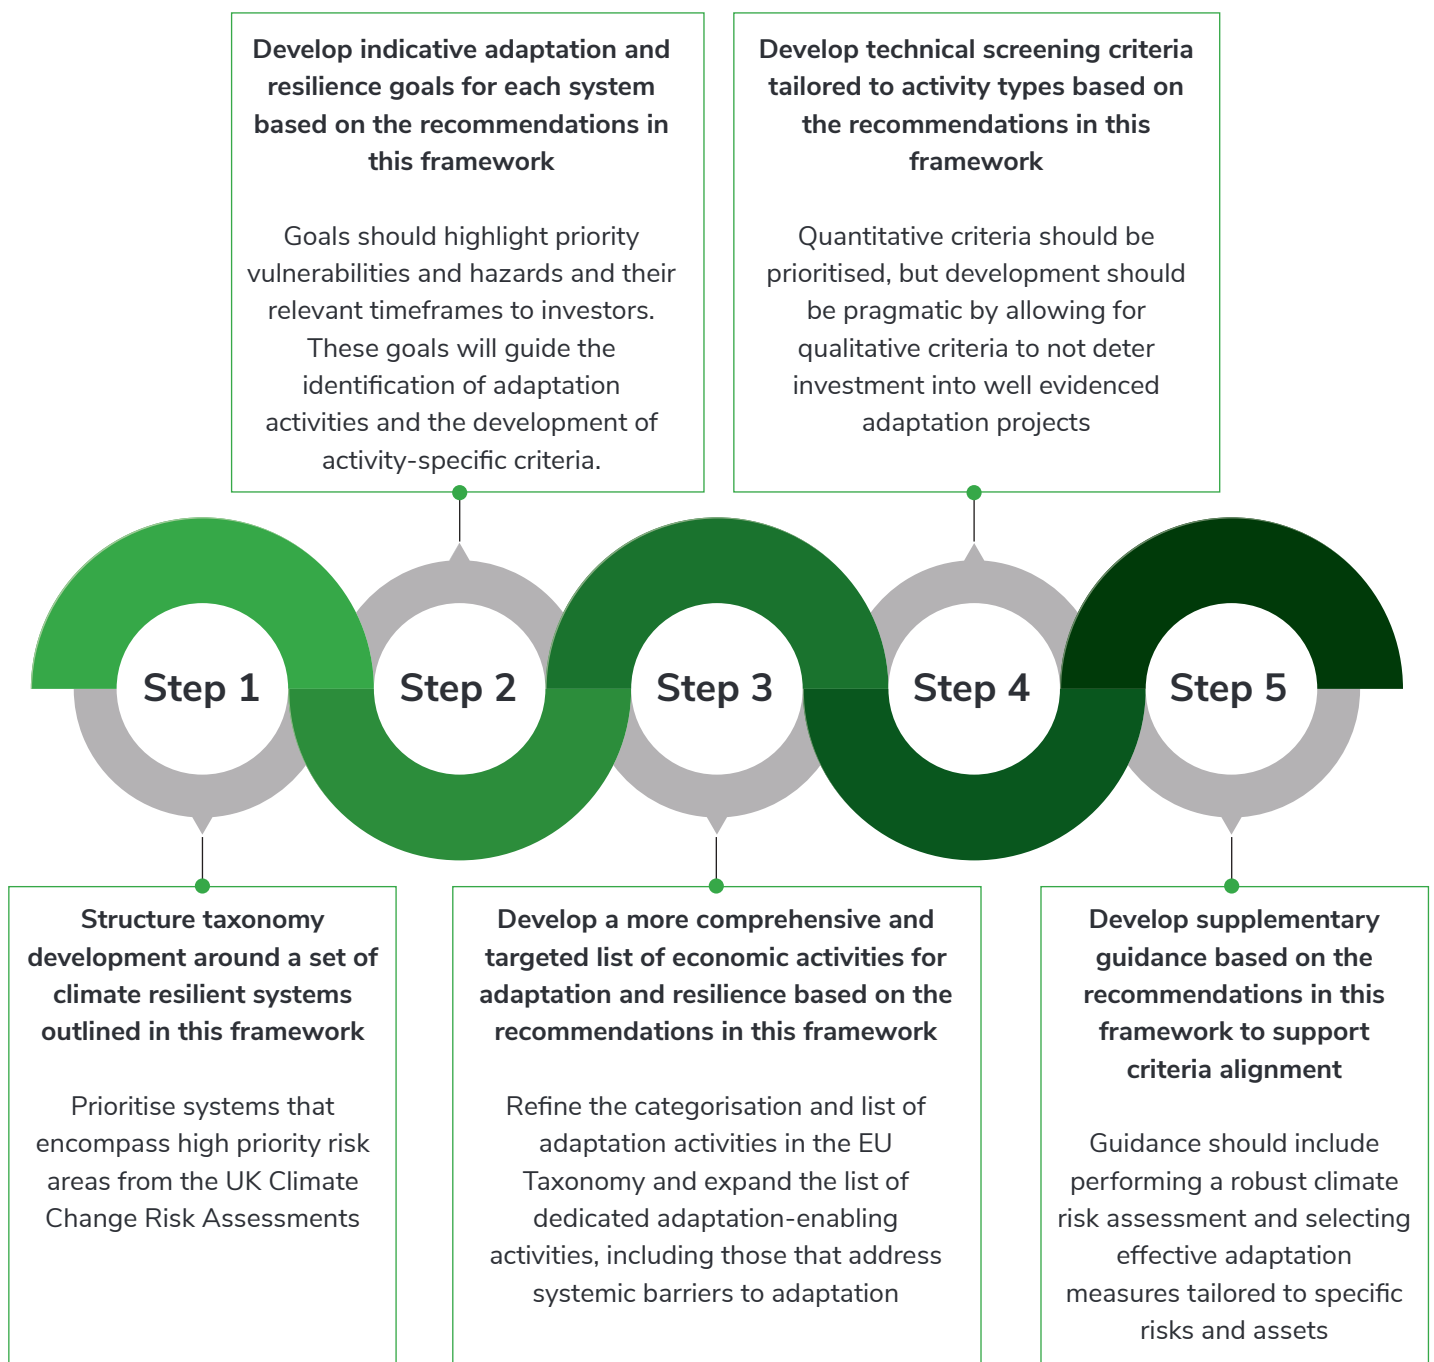 Develop indicative adaptation and
resilience goals for each system
based on the recommendations in
this framework
Goals should highlight priority
vulnerabilities and hazards and their
relevant timeframes to investors.
These goals will guide the
identification of adaptation
activities and the development of
activity-specific criteria.
Develop technical screening criteria
tailored to activity types based on
the recommendations in this
framework
Quantitative criteria should be
prioritised, but development should
be pragmatic by allowing for
qualitative criteria to not deter
investment into well evidenced
adaptation projects
Step 1
Step 2
Step 3
Step 4
Step 5
Structure taxonomy
development around a set of
climate resilient systems
outlined in this framework
Prioritise systems that
encompass high priority risk
areas from the UK Climate
Change Risk Assessments
Develop a more comprehensive and
targeted list of economic activities for
adaptation and resilience based on the
recommendations in this framework
Refine the categorisation and list of
adaptation activities in the EU
Taxonomy and expand the list of
dedicated adaptation-enabling
activities, including those that address
systemic barriers to adaptation
Develop supplementary
guidance based on the
recommendations in this
framework to support
criteria alignment
Guidance should include
performing a robust climate
risk assessment and selecting
effective adaptation
measures tailored to specific
risks and assets